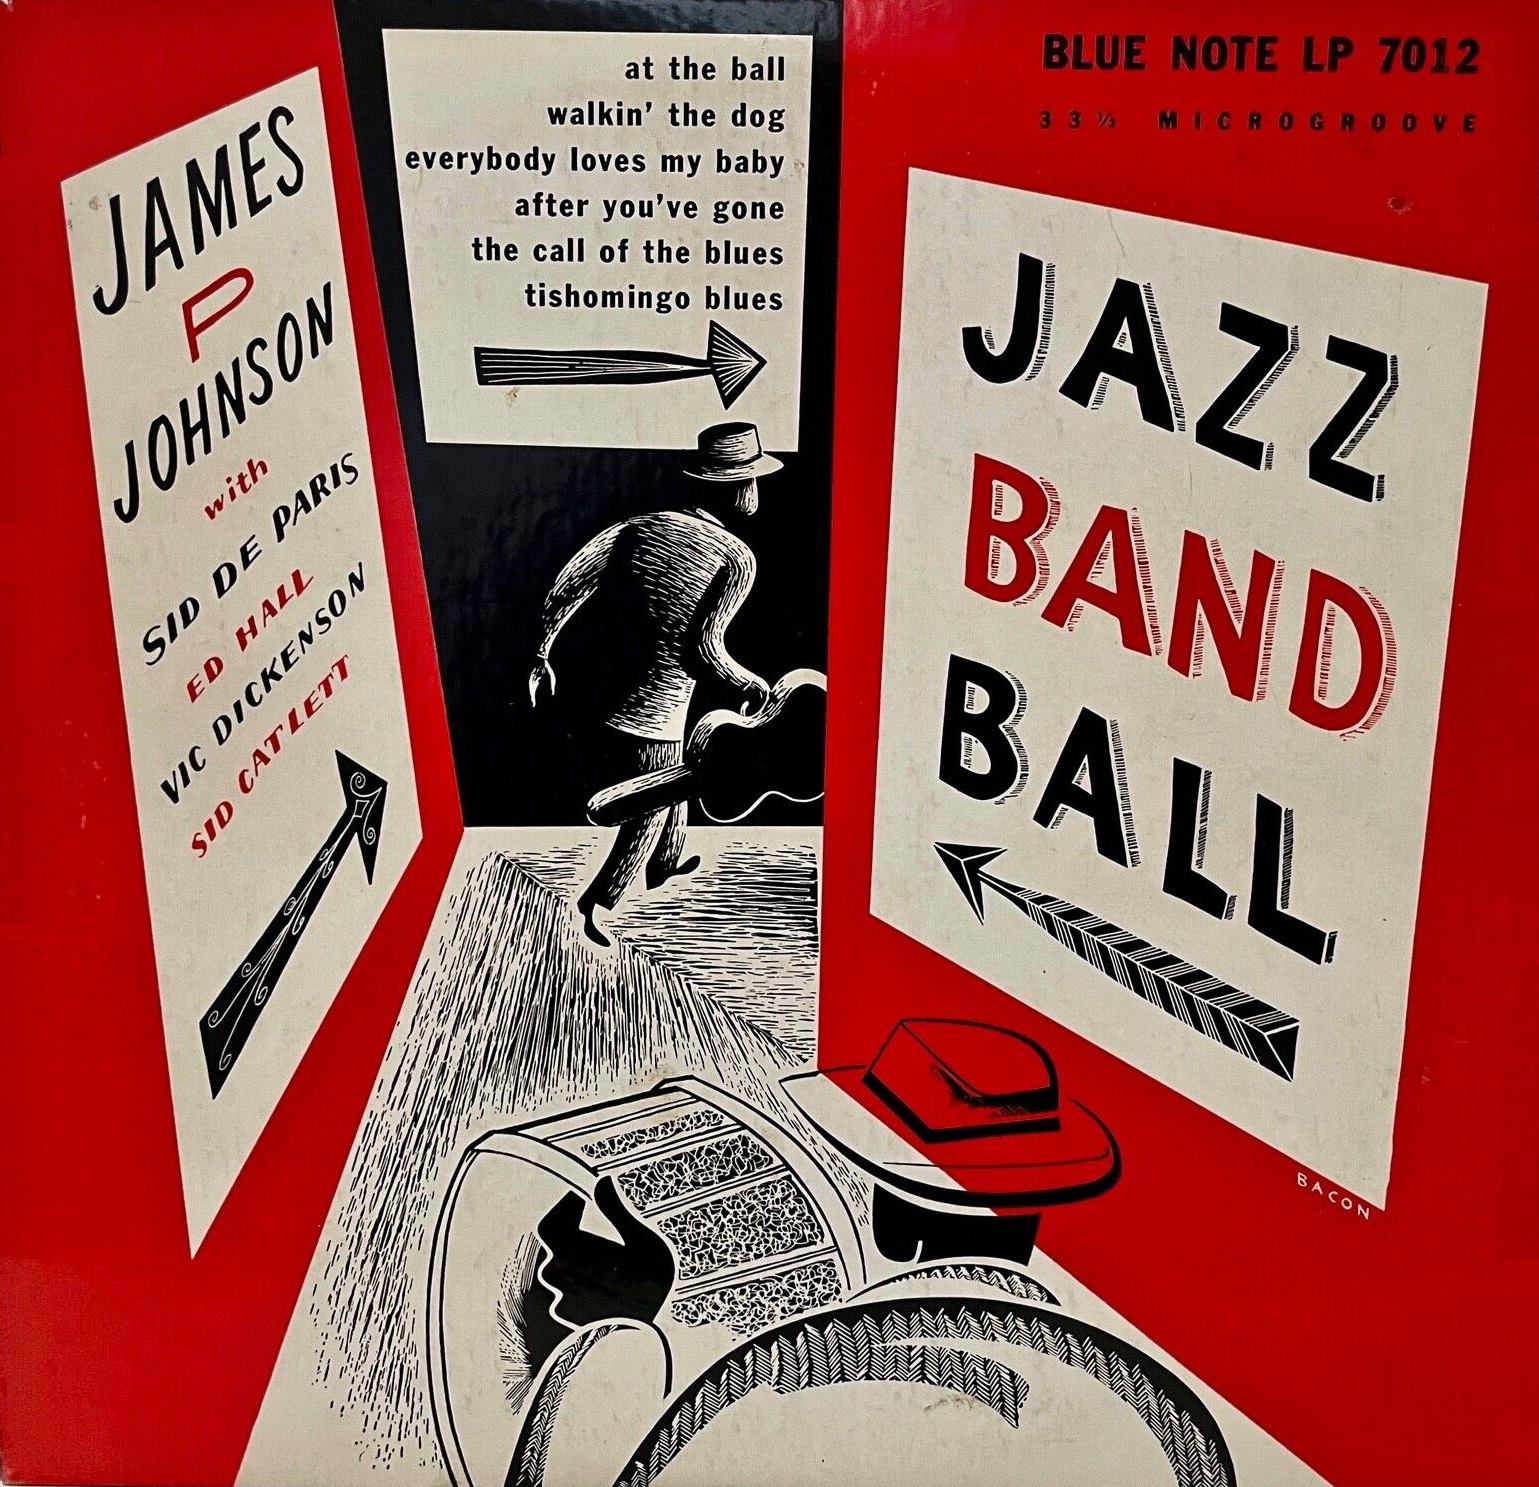 JAMES
P
JOHNSON
with
SID DE PARIS
ED HALL
VIC DICKENSON
SID CATLETT
at the ball
walkin' the dog
everybody loves my baby
after you've gone
the call of the blues
tishomingo blues
BLUE NOTE LP 7012
33⅓ MICROGROOVE
JAZZ
BAND
BALL
BACON